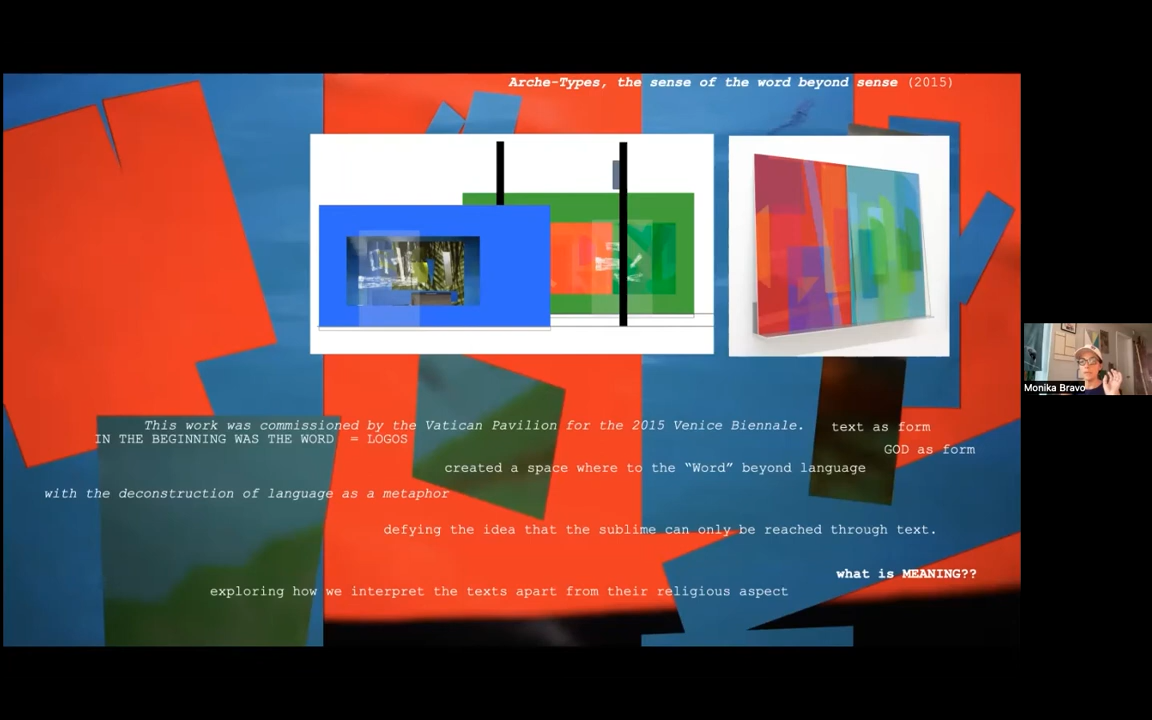 Arche-Types, the sense of the word beyond sense (2015)
This work was commissioned by the Vatican Pavilion for the 2015 Venice Biennale.
text as form
IN THE BEGINNING WAS THE WORD = LOGOS
GOD as form
created a space where to the “Word” beyond language
with the deconstruction of language as a metaphor
defying the idea that the sublime can only be reached through text.
what is MEANING??
exploring how we interpret the texts apart from their religious aspect
Monika Bravo